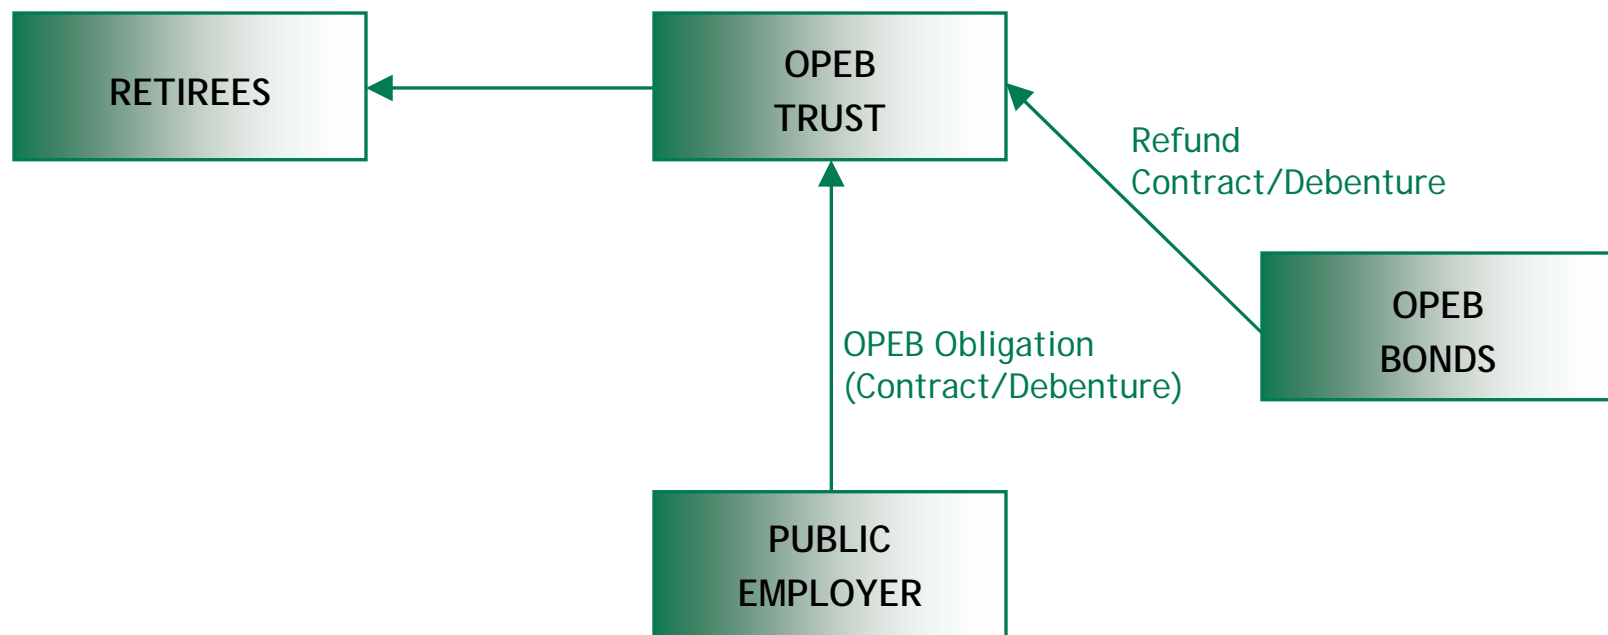 RETIREES
OPEB
TRUST
Refund
Contract/Debenture
OPEB
BONDS
OPEB Obligation
(Contract/Debenture)
PUBLIC
EMPLOYER